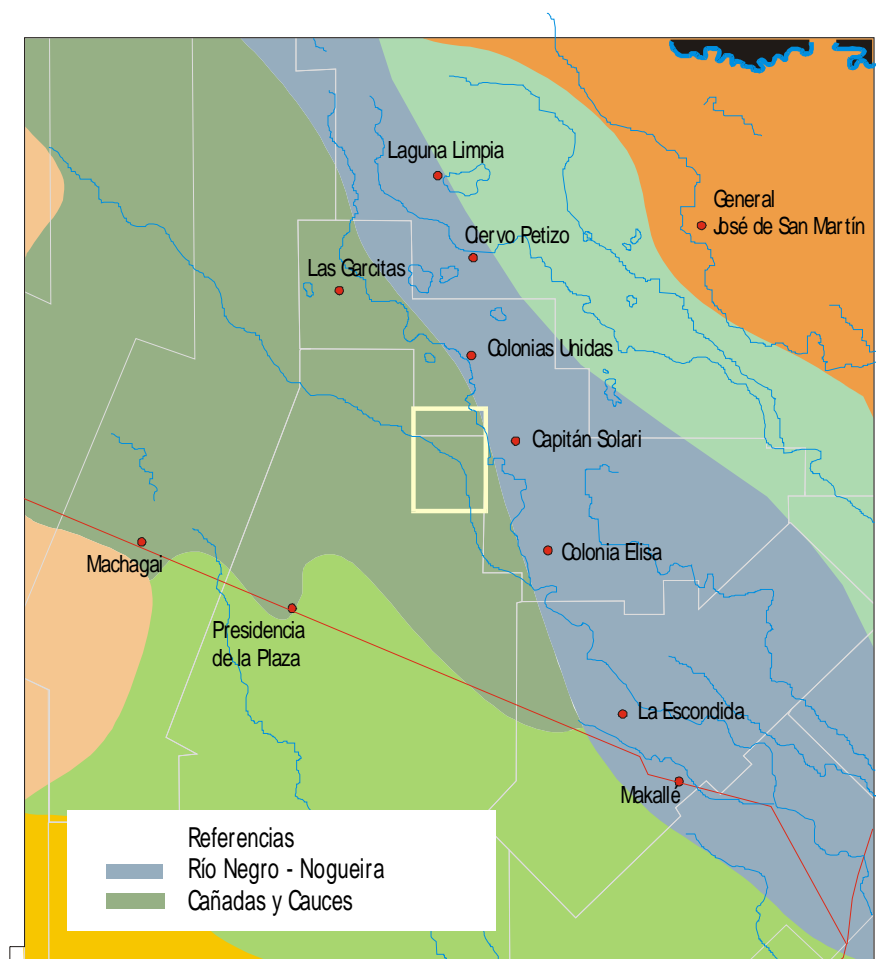 Laguna Limpia
General
José de San Martín
Ciervo Petizo
Las Garcitas
Colonias Unidas
Capitán Solari
Colonia Elisa
Machagai
Presidencia
de la Plaza
La Escondida
Makallé
Referencias
Río Negro - Nogueira
Cañadas y Cauces